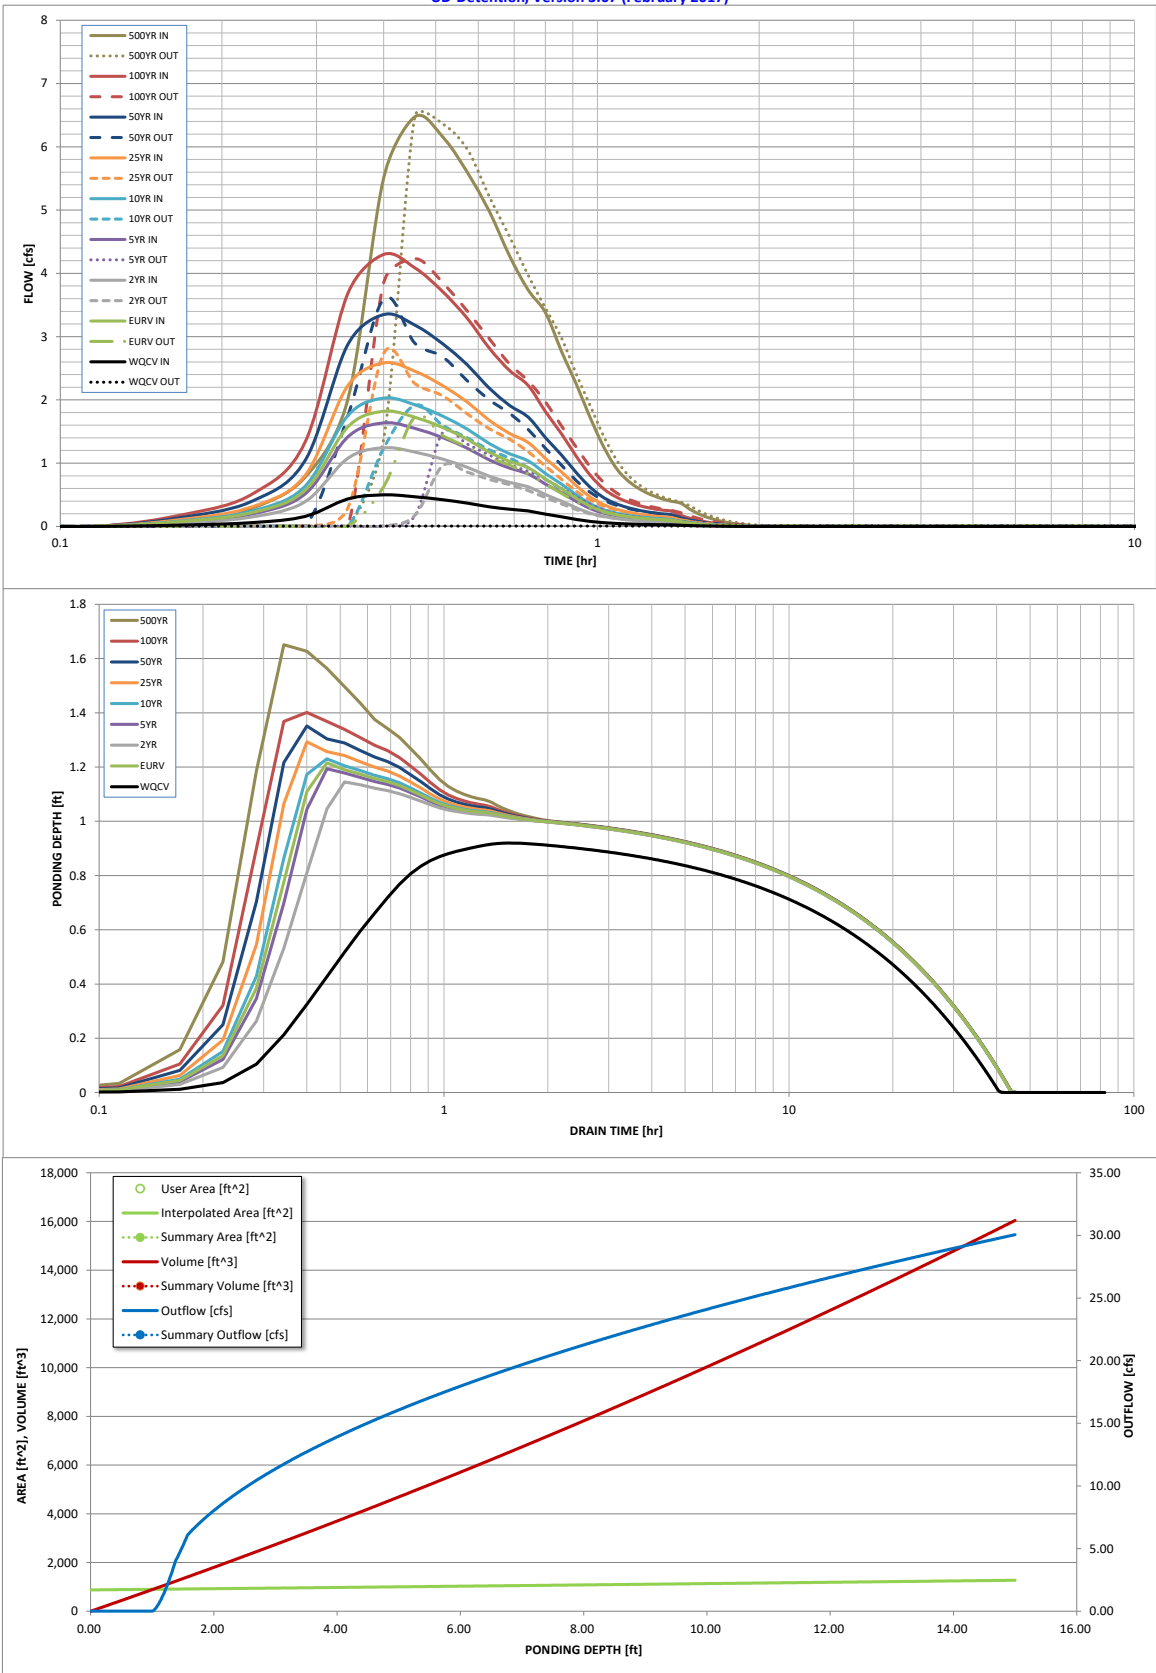 UD-Detention, Version 3.07 (February 2017)
8
7
6
5
4
3
2
1
0
FLOW [cfs]
500YR IN
500YR OUT
100YR IN
100YR OUT
50YR IN
50YR OUT
25YR IN
25YR OUT
10YR IN
10YR OUT
5YR IN
5YR OUT
2YR IN
2YR OUT
EURV IN
EURV OUT
WQCV IN
WQCV OUT
0.1
1
10
TIME [hr]
1.8
1.6
1.4
1.2
1
0.8
0.6
0.4
0.2
0
PONDING DEPTH [ft]
500YR
100YR
50YR
25YR
10YR
5YR
2YR
EURV
WQCV
0.1
1
10
100
DRAIN TIME [hr]
18,000
16,000
14,000
12,000
10,000
8,000
6,000
4,000
2,000
0
AREA [ft^2], VOLUME [ft^3]
User Area [ft^2]
Interpolated Area [ft^2]
Summary Area [ft^2]
Volume [ft^3]
Summary Volume [ft^3]
Outflow [cfs]
Summary Outflow [cfs]
35.00
30.00
25.00
20.00
15.00
10.00
5.00
0.00
OUTFLOW [cfs]
0.00
2.00
4.00
6.00
8.00
10.00
12.00
14.00
16.00
PONDING DEPTH [ft]